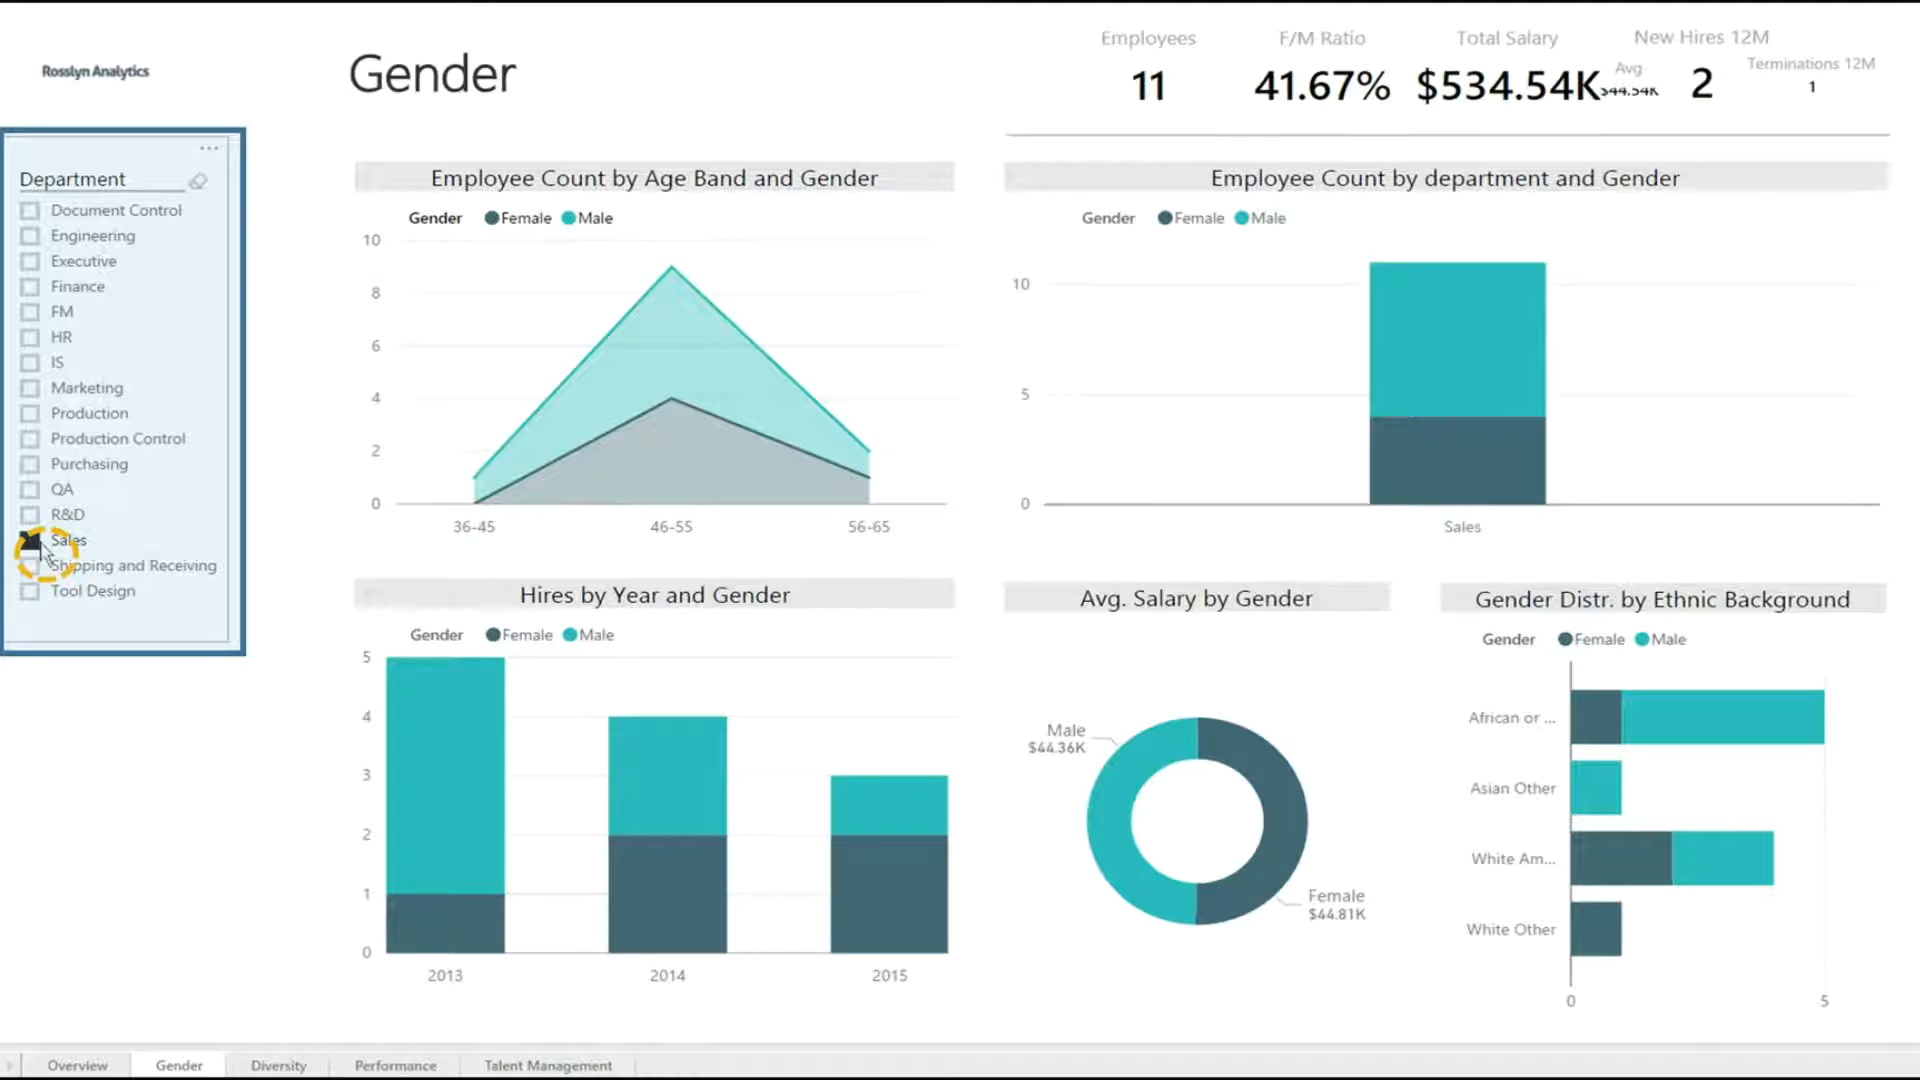 Rosslyn Analytics
Gender
Employees
11
F/M Ratio
41.67%
Total Salary
$534.54K
Avg
$44.54K
New Hires 12M
2
Terminations 12M
1
Department
Document Control
Engineering
Executive
Finance
FM
HR
IS
Marketing
Production
Production Control
Purchasing
QA
R&D
Sales
Shipping and Receiving
Tool Design
Employee Count by Age Band and Gender
Gender Female Male
10
8
6
4
2
0
36-45 46-55 56-65
Employee Count by department and Gender
Gender Female Male
10
5
0
Sales
Hires by Year and Gender
Gender Female Male
5
4
3
2
1
0
2013 2014 2015
Avg. Salary by Gender
Male
$44.36K
Female
$44.81K
Gender Distr. by Ethnic Background
Gender Female Male
African or ...
Asian Other
White Am...
White Other
0 5
Overview Gender Diversity Performance Talent Management